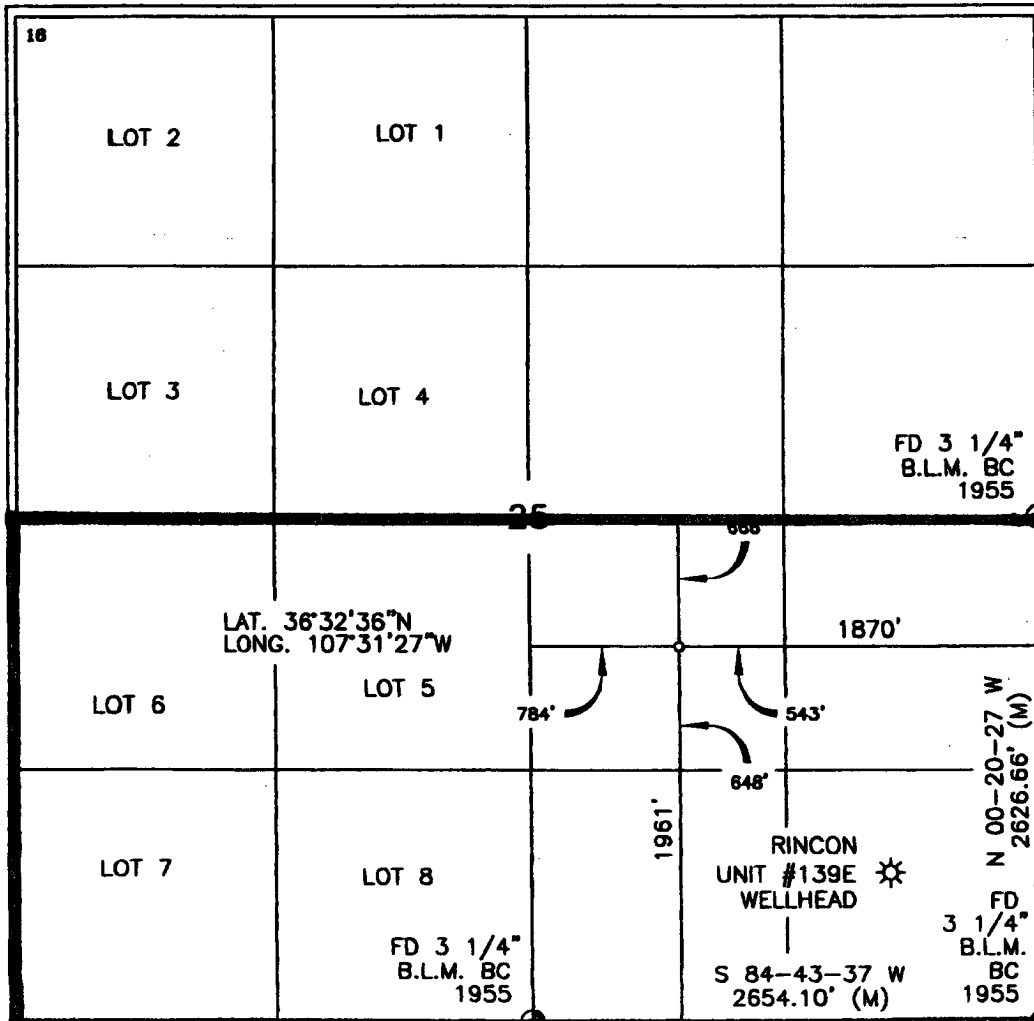 16
LOT 2
LOT 1
LOT 3
LOT 4
FD 3 1/4"
B.L.M. BC
1955
25
LAT. 36°32'36"N
LONG. 107°31'27"W
1870'
LOT 6
LOT 5
784'
543'
648'
N 00-20-27 W
2626.66' (M)
1961'
LOT 7
LOT 8
RINCON
UNIT #139E
WELLHEAD
FD 3 1/4"
B.L.M. BC
1955
S 84-43-37 W
2654.10' (M)
FD
3 1/4"
B.L.M.
BC
1955